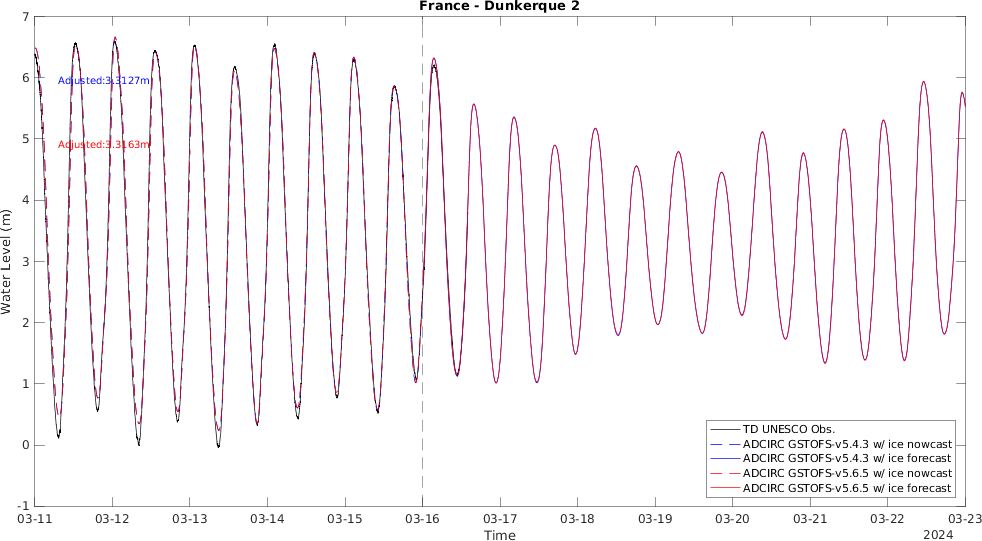 France - Dunkerque 2
7
6
5
4
3
2
1
0
-1
Water Level (m)
Adjusted:3.3127m
Adjusted:3.3163m
TD UNESCO Obs.
ADCIRC GSTOFS-v5.4.3 w/ ice nowcast
ADCIRC GSTOFS-v5.4.3 w/ ice forecast
ADCIRC GSTOFS-v5.6.5 w/ ice nowcast
ADCIRC GSTOFS-v5.6.5 w/ ice forecast
03-11 03-12 03-13 03-14 03-15 03-16 03-17 03-18 03-19 03-20 03-21 03-22 03-23
Time
2024